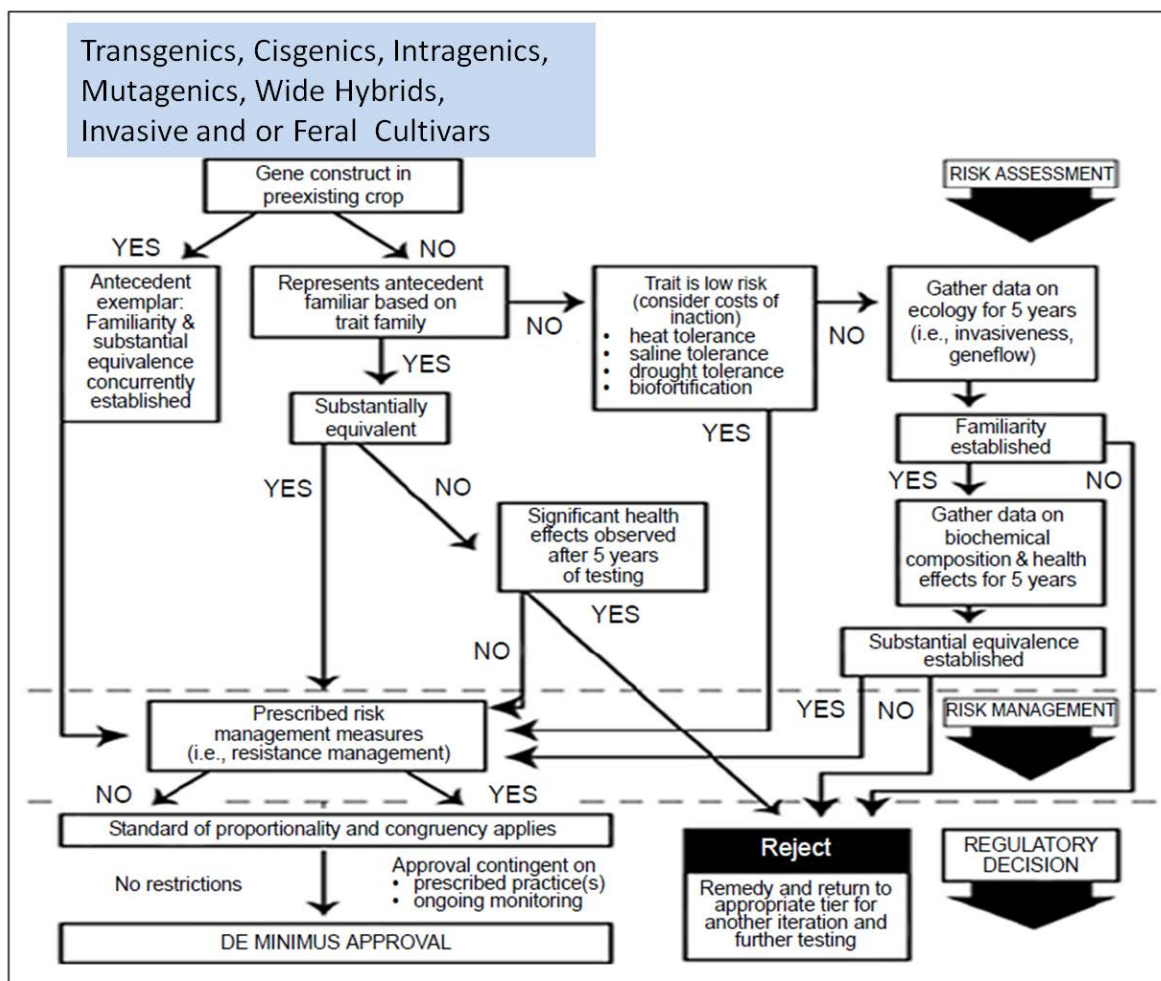 Transgenics, Cisgenics, Intragenics,
Mutagenics, Wide Hybrids,
Invasive and or Feral  Cultivars
Gene construct in
preexisting crop
RISK ASSESSMENT
YES
NO
Antecedent
exemplar:
Familiarity &
substantial
equivalence
concurrently
established
Represents antecedent
familiar based on
trait family
NO
YES
Trait is low risk
(consider costs of
inaction)
• heat tolerance
• saline tolerance
• drought tolerance
• biofortification
NO
YES
Gather data on
ecology for 5 years
(i.e., invasiveness,
geneflow)
Substantially
equivalent
YES
NO
Familiarity
established
YES
NO
Significant health
effects observed
after 5 years
of testing
NO
YES
Gather data on
biochemical
composition & health
effects for 5 years
Substantial equivalence
established
YES
NO
RISK MANAGEMENT
Prescribed risk
management measures
(i.e., resistance management)
NO
YES
Standard of proportionality and congruency applies
No restrictions
Approval contingent on
• prescribed practice(s)
• ongoing monitoring
DE MINIMUS APPROVAL
Reject
Remedy and return to
appropriate tier for
another iteration and
further testing
REGULATORY
DECISION